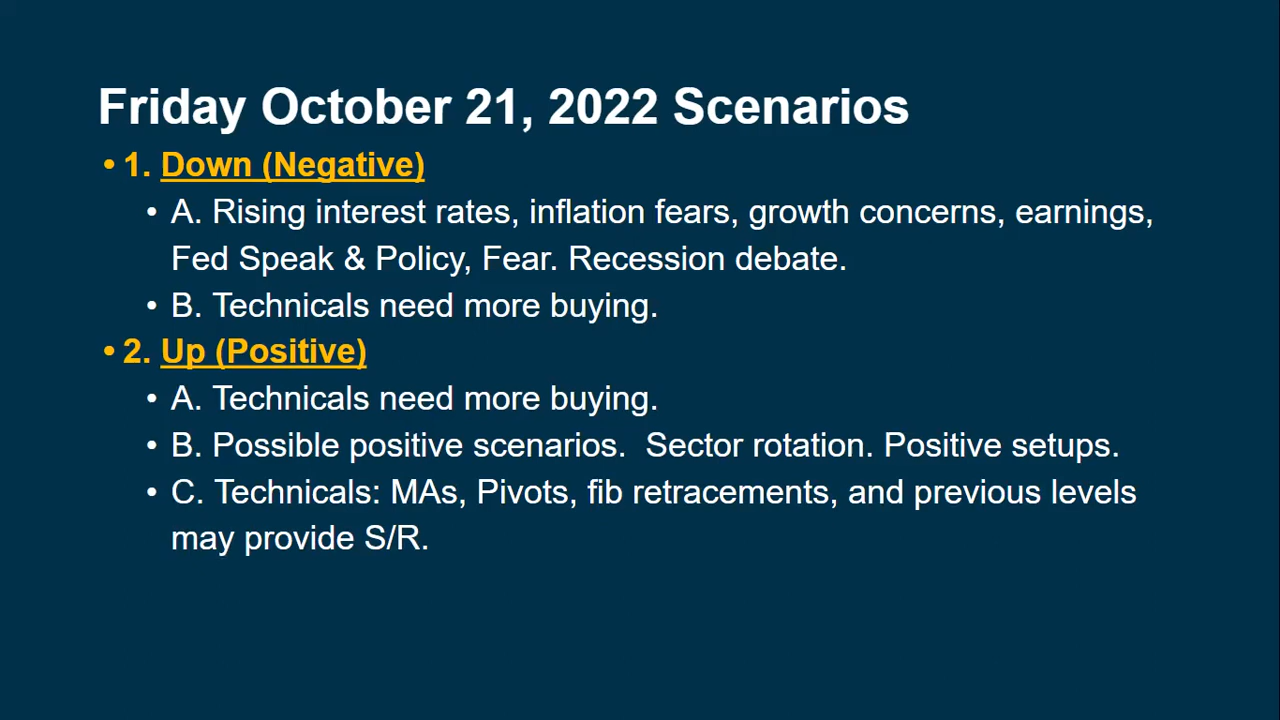 Friday October 21, 2022 Scenarios
• 1. Down (Negative)
• A. Rising interest rates, inflation fears, growth concerns, earnings,
Fed Speak & Policy, Fear. Recession debate.
• B. Technicals need more buying.
• 2. Up (Positive)
• A. Technicals need more buying.
• B. Possible positive scenarios.  Sector rotation. Positive setups.
• C. Technicals: MAs, Pivots, fib retracements, and previous levels
may provide S/R.